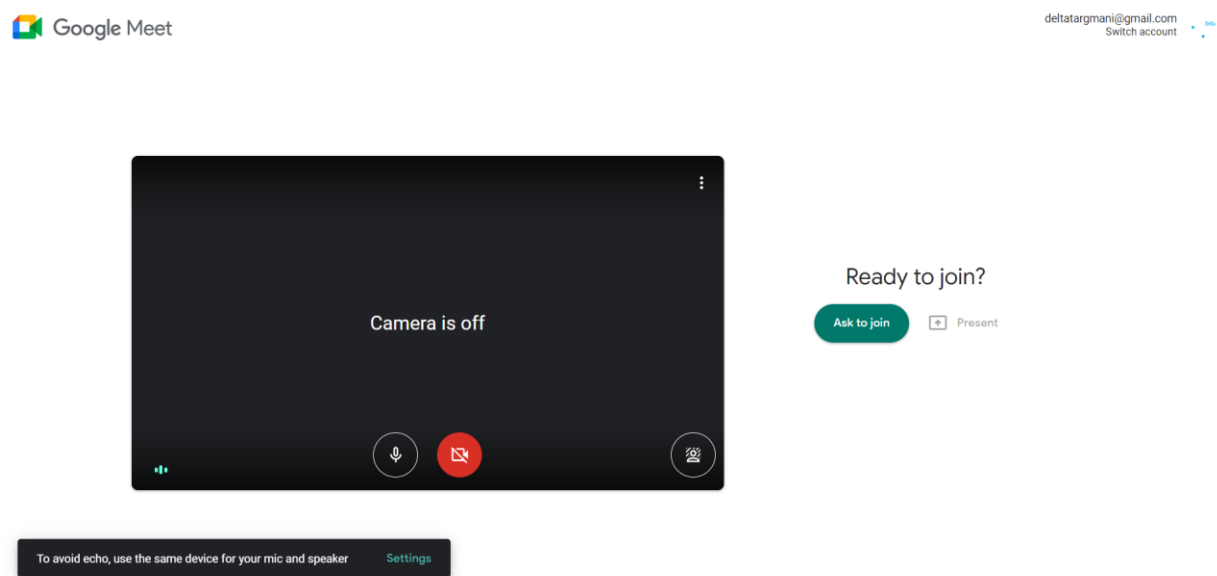 Google Meet
deltatargmani@gmail.com
Switch account
Camera is off
Ready to join?
Ask to join
Present
To avoid echo, use the same device for your mic and speaker
Settings